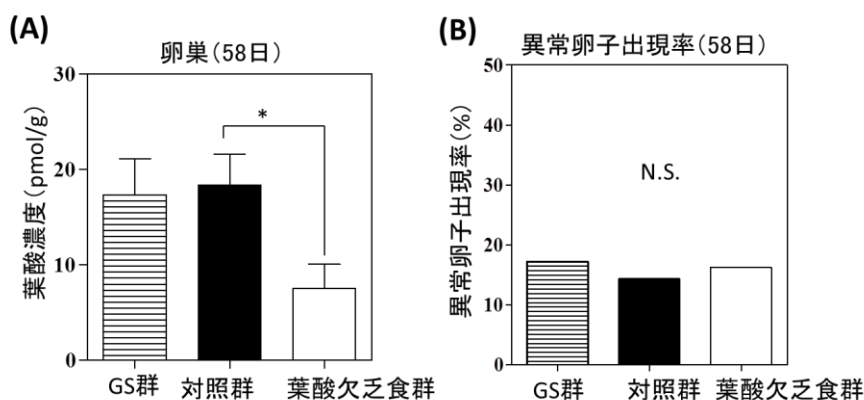 (A)
卵巣(58日)
葉酸濃度(pmol/g)
30
20
10
0
*
GS群
対照群
葉酸欠乏食群
(B)
異常卵子出現率(58日)
異常卵子出現率(%)
50
40
30
20
10
0
N.S.
GS群
対照群
葉酸欠乏食群